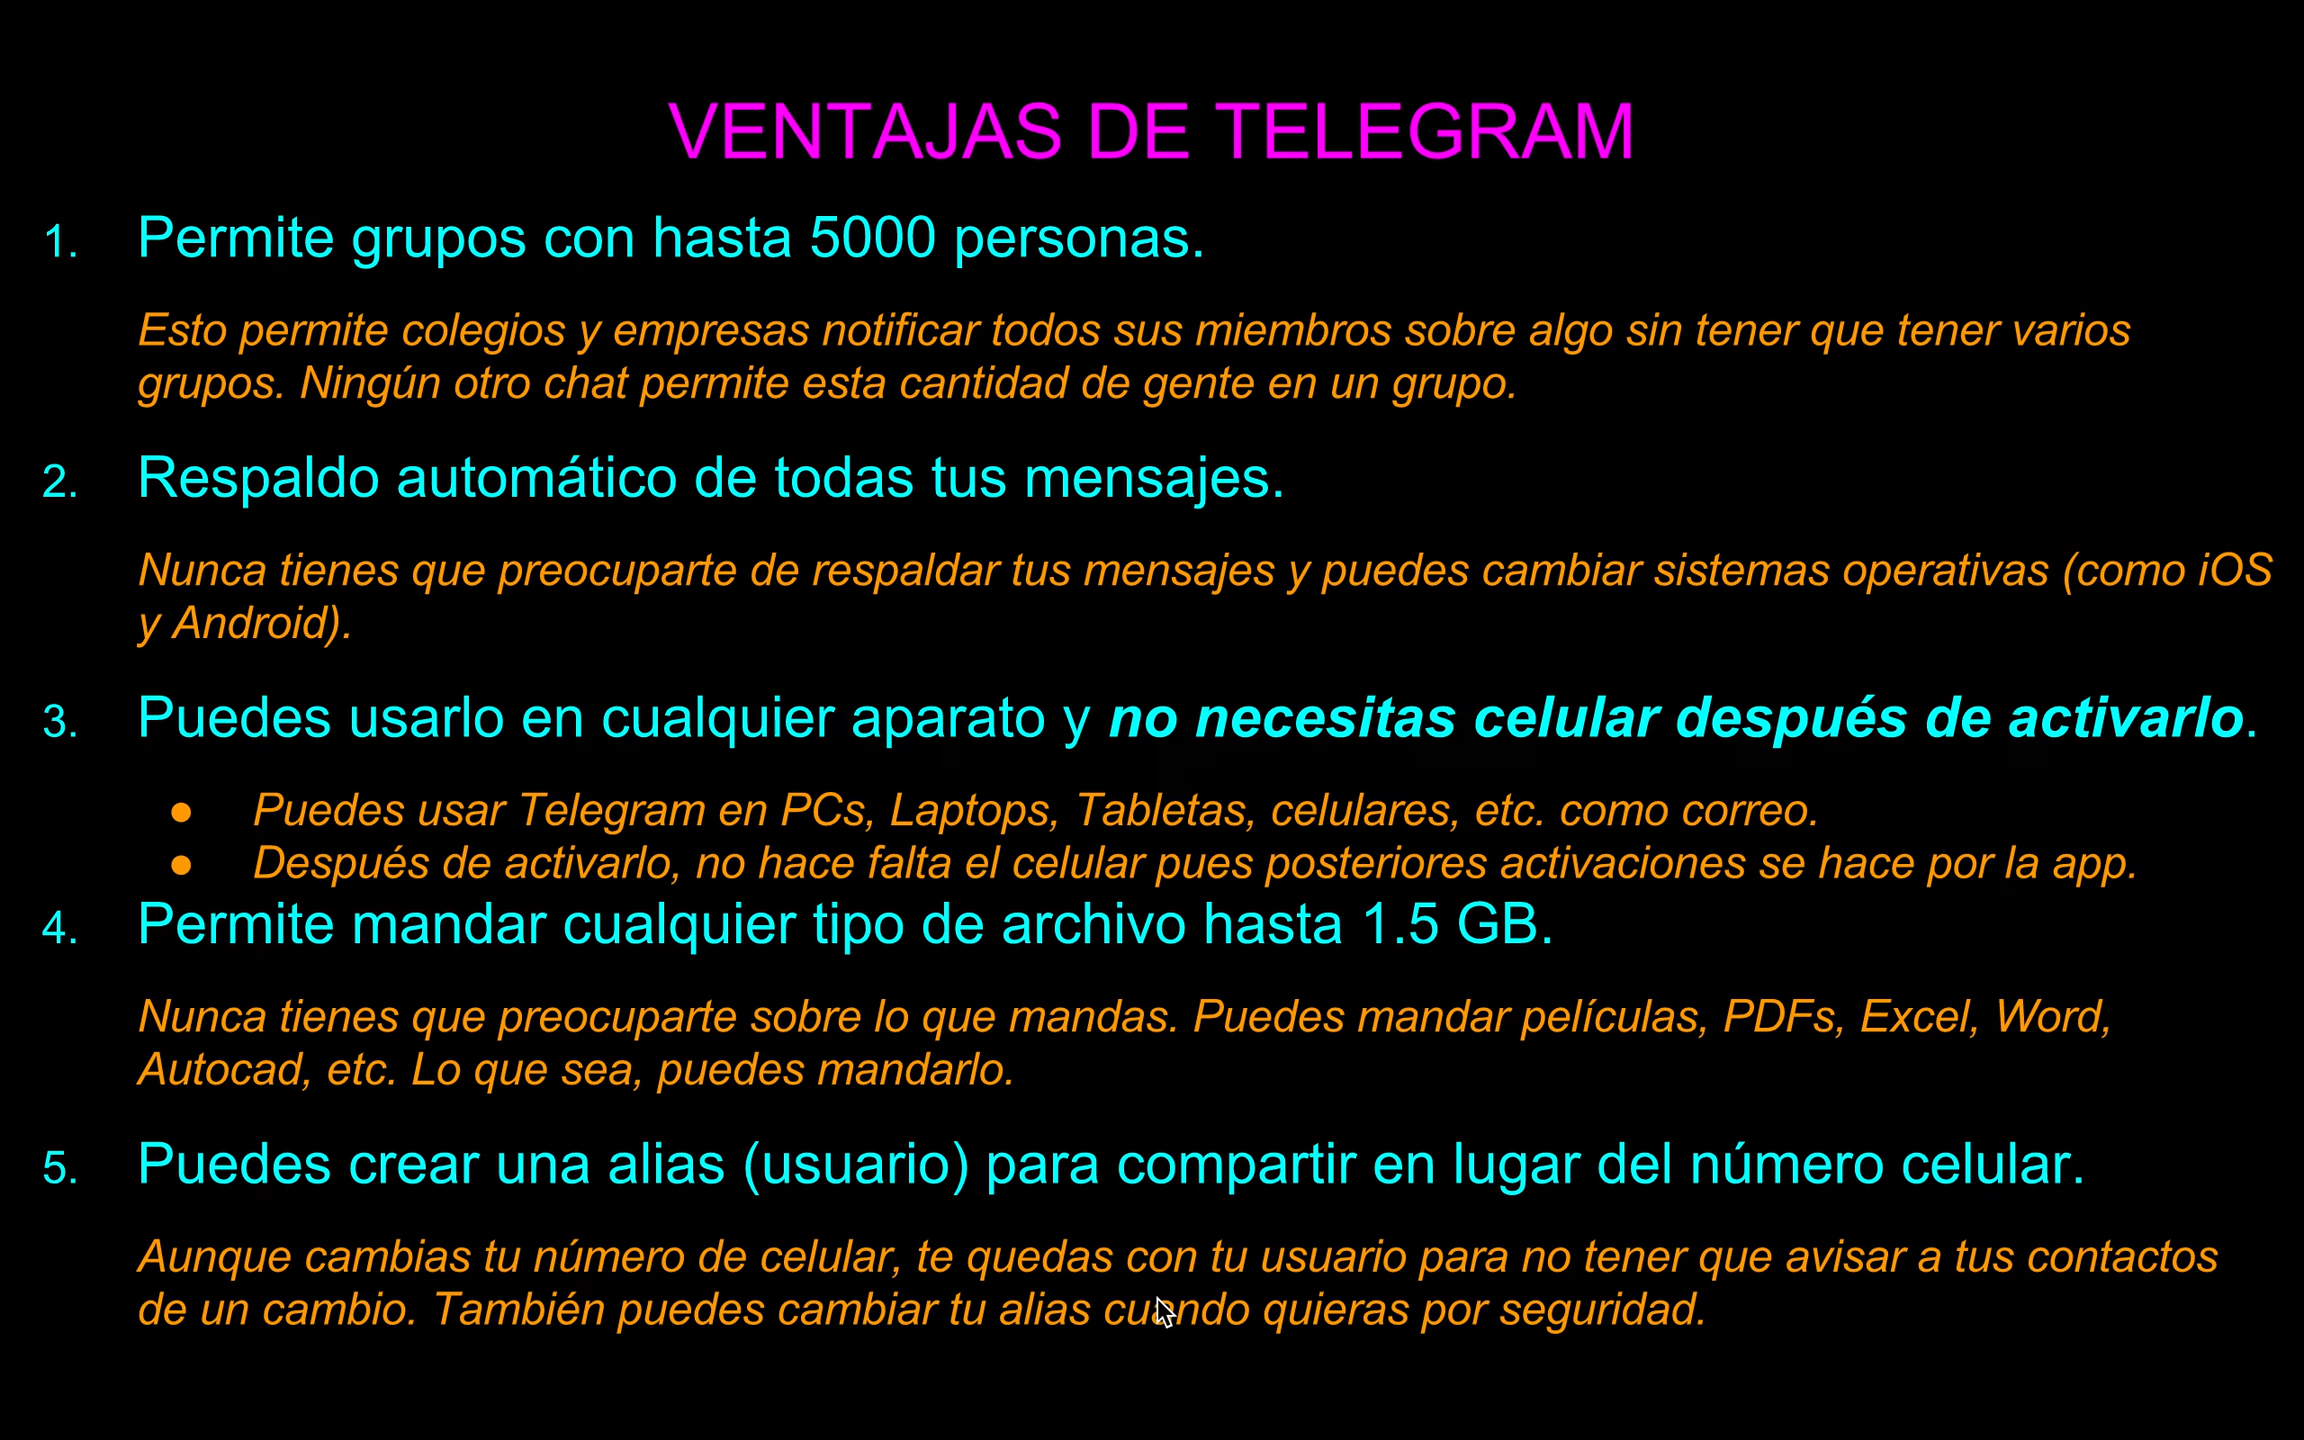 VENTAJAS DE TELEGRAM
1. Permite grupos con hasta 5000 personas.
Esto permite colegios y empresas notificar todos sus miembros sobre algo sin tener que tener varios
grupos. Ningún otro chat permite esta cantidad de gente en un grupo.
2. Respaldo automático de todas tus mensajes.
Nunca tienes que preocuparte de respaldar tus mensajes y puedes cambiar sistemas operativas (como iOS
y Android).
3. Puedes usarlo en cualquier aparato y no necesitas celular después de activarlo.
● Puedes usar Telegram en PCs, Laptops, Tabletas, celulares, etc. como correo.
● Después de activarlo, no hace falta el celular pues posteriores activaciones se hace por la app.
4. Permite mandar cualquier tipo de archivo hasta 1.5 GB.
Nunca tienes que preocuparte sobre lo que mandas. Puedes mandar películas, PDFs, Excel, Word,
Autocad, etc. Lo que sea, puedes mandarlo.
5. Puedes crear una alias (usuario) para compartir en lugar del número celular.
Aunque cambias tu número de celular, te quedas con tu usuario para no tener que avisar a tus contactos
de un cambio. También puedes cambiar tu alias cuando quieras por seguridad.